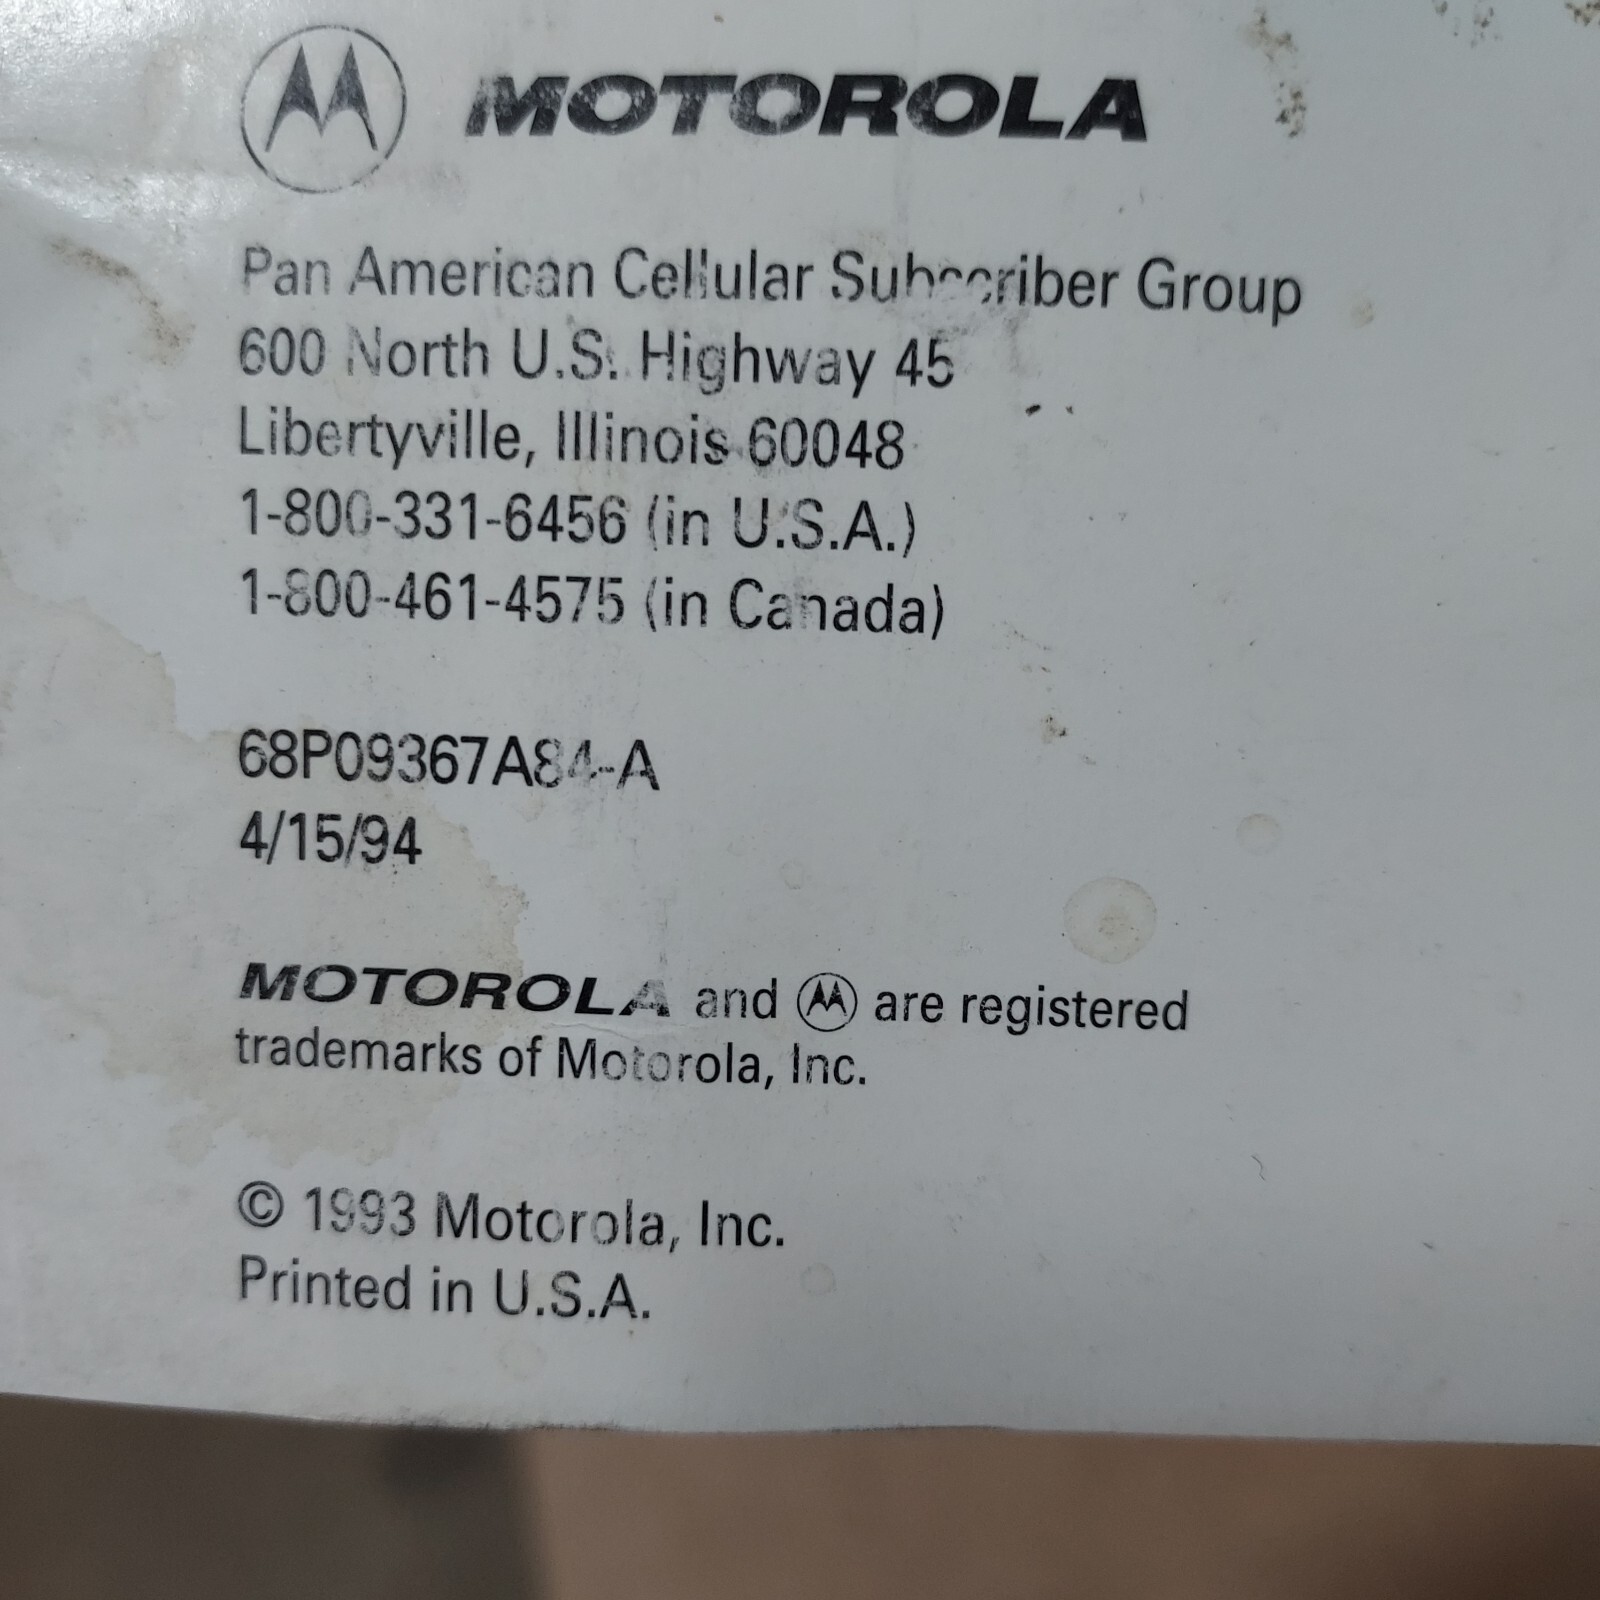 MOTOROLA
Pan American Cellular Subscriber Group
600 North U.S. Highway 45
Libertyville, Illinois 60048
1-800-331-6456 (in U.S.A.)
1-800-461-4575 (in Canada)
68P09367A84-A
4/15/94
MOTOROLA and Ⓜ are registered
trademarks of Motorola, Inc.
© 1993 Motorola, Inc.
Printed in U.S.A.